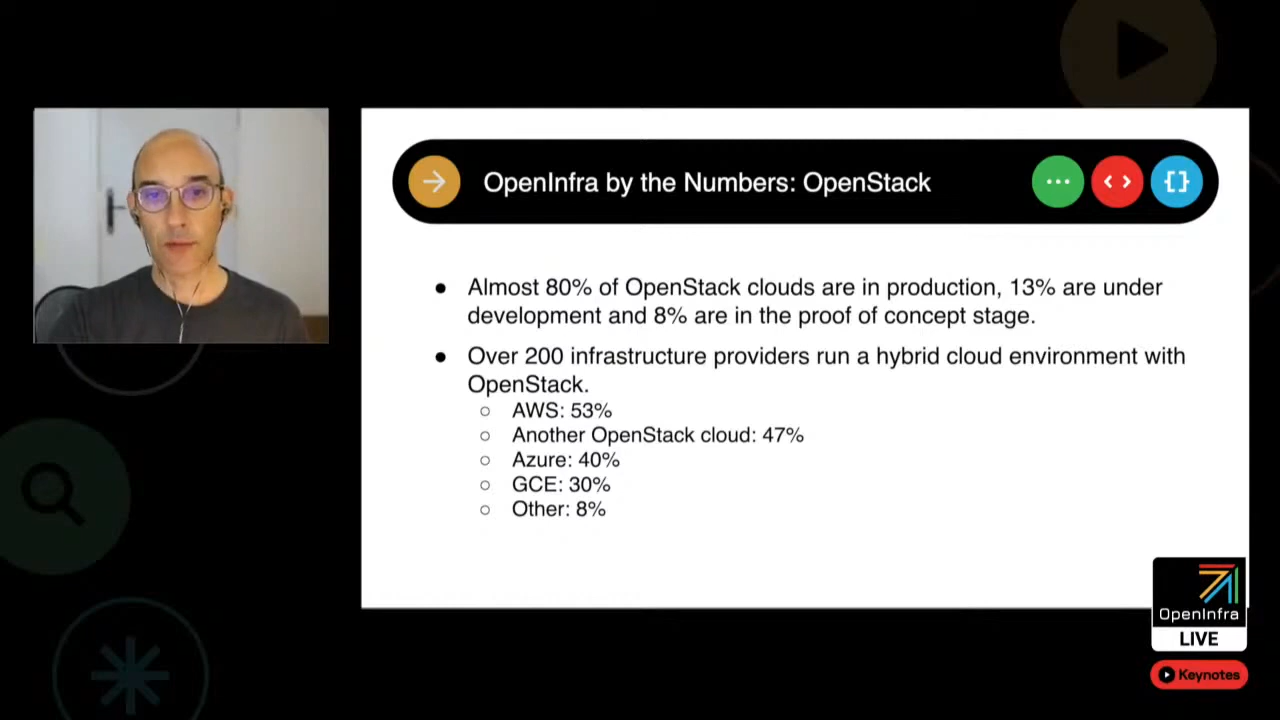 OpenInfra by the Numbers: OpenStack
● Almost 80% of OpenStack clouds are in production, 13% are under
development and 8% are in the proof of concept stage.
● Over 200 infrastructure providers run a hybrid cloud environment with
OpenStack.
○ AWS: 53%
○ Another OpenStack cloud: 47%
○ Azure: 40%
○ GCE: 30%
○ Other: 8%
OpenInfra
LIVE
Keynotes